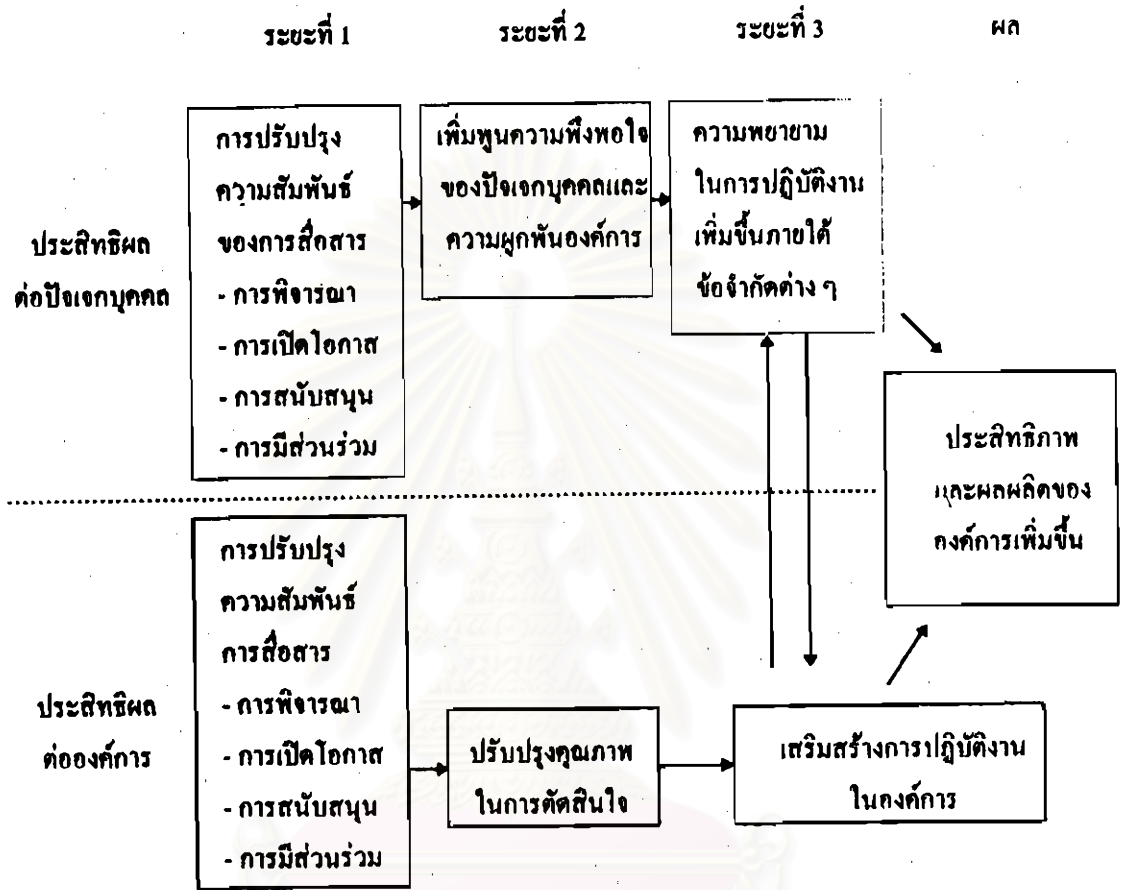 ระยะที่ 1
ระยะที่ 2
ระยะที่ 3
ผล
ประสิทธิผล
ต่อปัจเจกบุคคล
การปรับปรุง
ความสัมพันธ์
ของการสื่อสาร
- การพิจารณา
- การเปิดโอกาส
- การสนับสนุน
- การมีส่วนร่วม
เพิ่มพูนความพึงพอใจ
ของปัจเจกบุคคลและ
ความผูกพันองค์การ
ความพยายาม
ในการปฏิบัติงาน
เพิ่มขึ้นภายใต้
ข้อจำกัดต่าง ๆ
ประสิทธิภาพ
และผลผลิตของ
องค์การเพิ่มขึ้น
ประสิทธิผล
ต่อองค์การ
การปรับปรุง
ความสัมพันธ์
การสื่อสาร
- การพิจารณา
- การเปิดโอกาส
- การสนับสนุน
- การมีส่วนร่วม
ปรับปรุงคุณภาพ
ในการตัดสินใจ
เสริมสร้างการปฏิบัติงาน
ในองค์การ